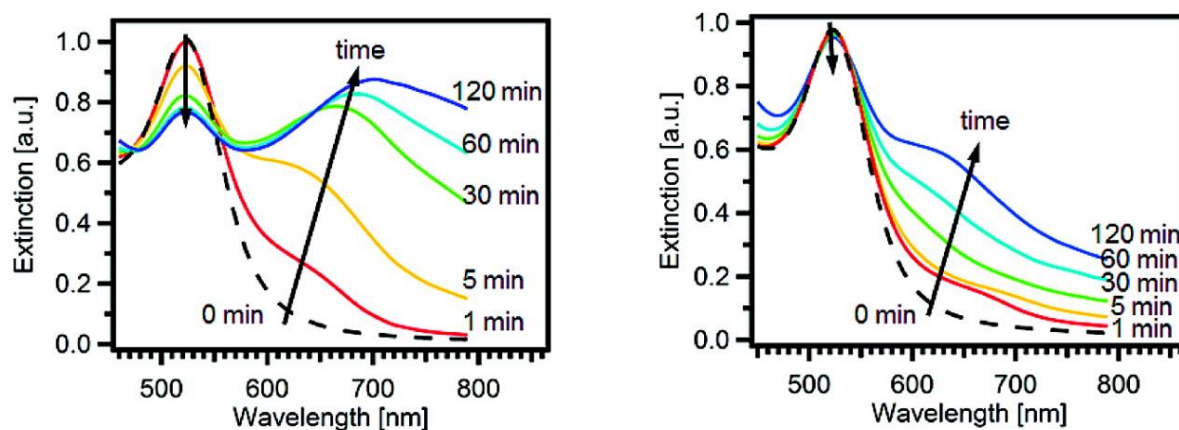 Extinction [a.u.]
1.0
0.8
0.6
0.4
0.2
0.0
time
120 min
60 min
30 min
5 min
1 min
0 min
500 600 700 800
Wavelength [nm]
Extinction [a.u.]
1.0
0.8
0.6
0.4
0.2
0.0
time
120 min
60 min
30 min
5 min
1 min
0 min
500 600 700 800
Wavelength [nm]